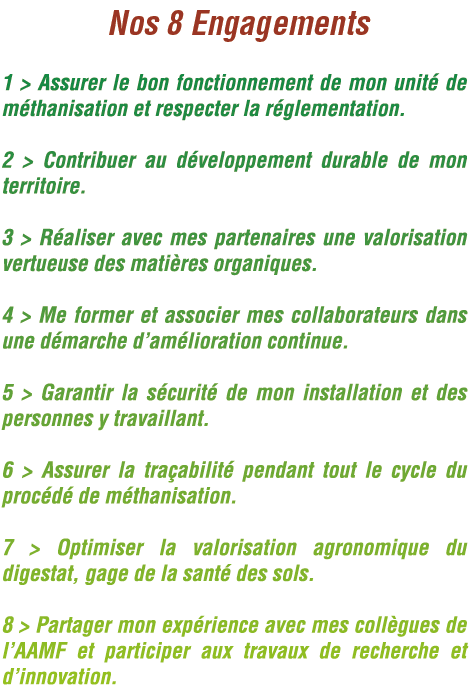 Nos 8 Engagements
1 > Assurer le bon fonctionnement de mon unité de
méthanisation et respecter la réglementation.
2 > Contribuer au développement durable de mon
territoire.
3 > Réaliser avec mes partenaires une valorisation
vertueuse des matières organiques.
4 > Me former et associer mes collaborateurs dans
une démarche d’amélioration continue.
5 > Garantir la sécurité de mon installation et des
personnes y travaillant.
6 > Assurer la traçabilité pendant tout le cycle du
procédé de méthanisation.
7 > Optimiser la valorisation agronomique du
digestat, gage de la santé des sols.
8 > Partager mon expérience avec mes collègues de
l’AAMF et participer aux travaux de recherche et
d’innovation.